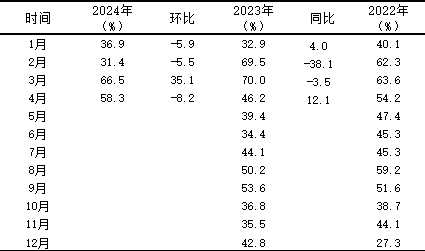 时间 2024年（%） 环比 2023年（%） 同比 2022年（%）
1月 36.9 -5.9 32.9 4.0 40.1
2月 31.4 -5.5 69.5 -38.1 62.3
3月 66.5 35.1 70.0 -3.5 63.6
4月 58.3 -8.2 46.2 12.1 54.2
5月 39.4 47.4
6月 34.4 45.3
7月 44.1 45.3
8月 50.2 59.2
9月 53.6 51.6
10月 36.8 38.7
11月 35.5 44.1
12月 42.8 27.3